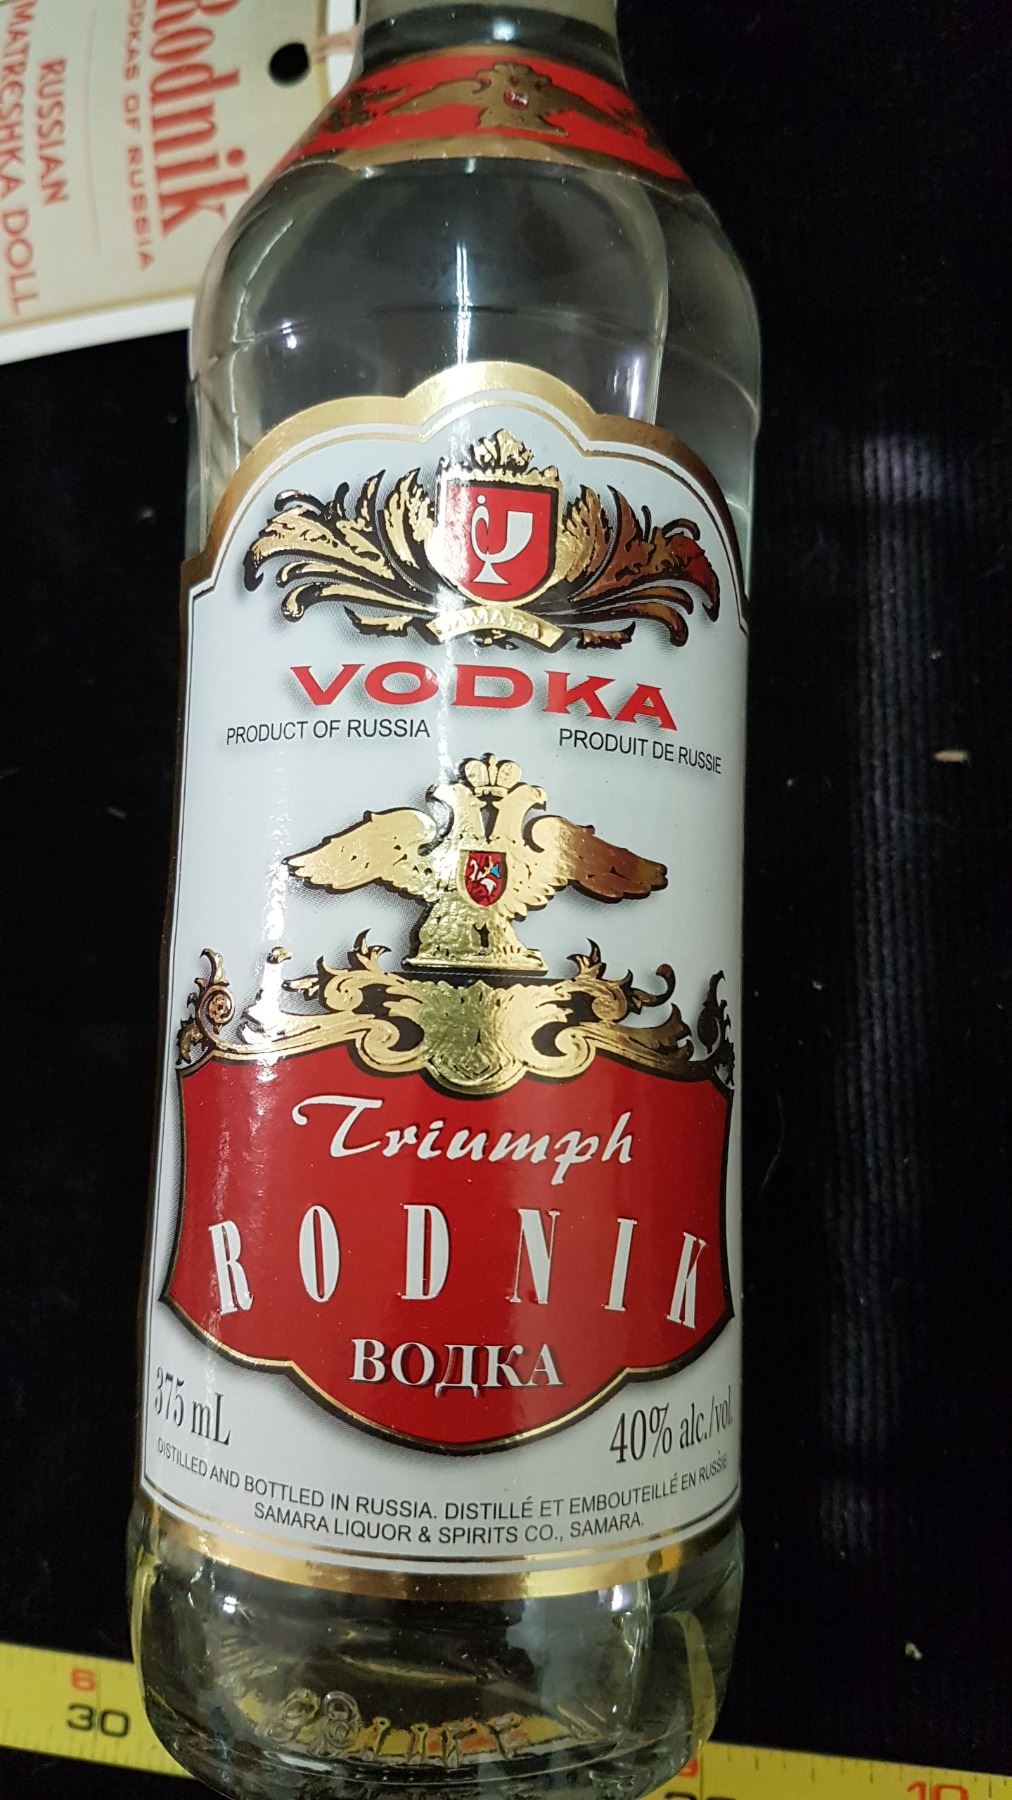 Rodnik
VODKAS OF RUSSIA
RUSSIAN
MATRESHKA DOLL
SAMARA
VODKA
PRODUCT OF RUSSIA
PRODUIT DE RUSSIE
Triumph
RODNIK
ВОДКА
375 mL
40% alc./vol.
DISTILLED AND BOTTLED IN RUSSIA. DISTILLÉ ET EMBOUTEILLÉ EN RUSSIE
SAMARA LIQUOR & SPIRITS CO., SAMARA.
6
30
10